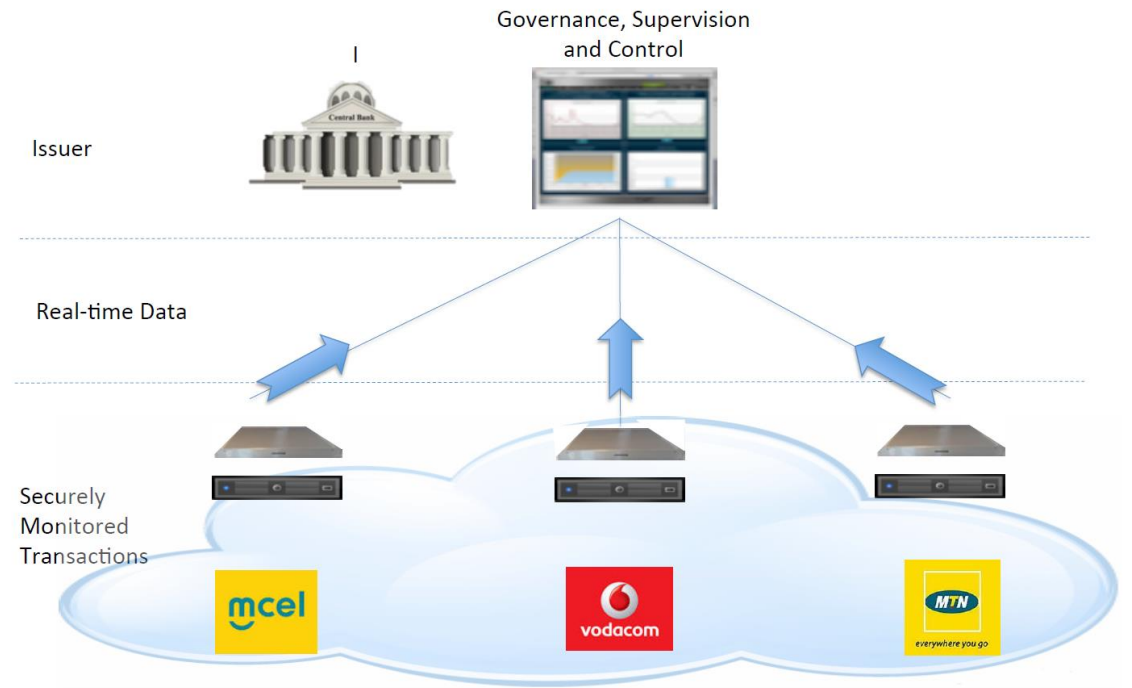 Governance, Supervision
and Control
I
Central Bank
Issuer
Real-time Data
Securely
Monitored
Transactions
mcel
vodacom
MTN
everywhere you go